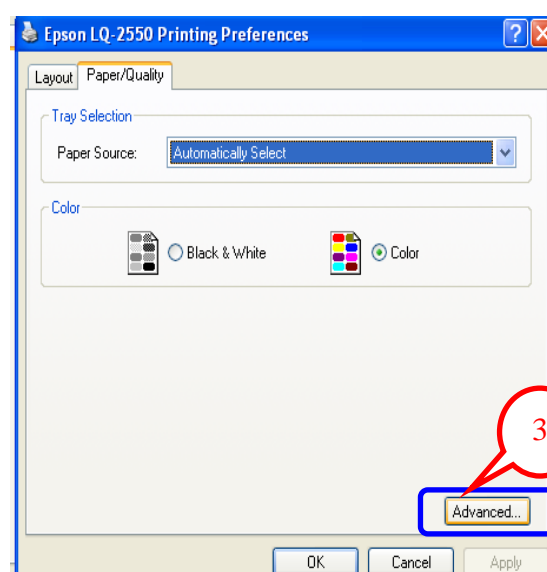 Epson LQ-2550 Printing Preferences
Layout Paper/Quality
Tray Selection
Paper Source: Automatically Select
Color
Black & White Color
3
Advanced...
OK Cancel Apply